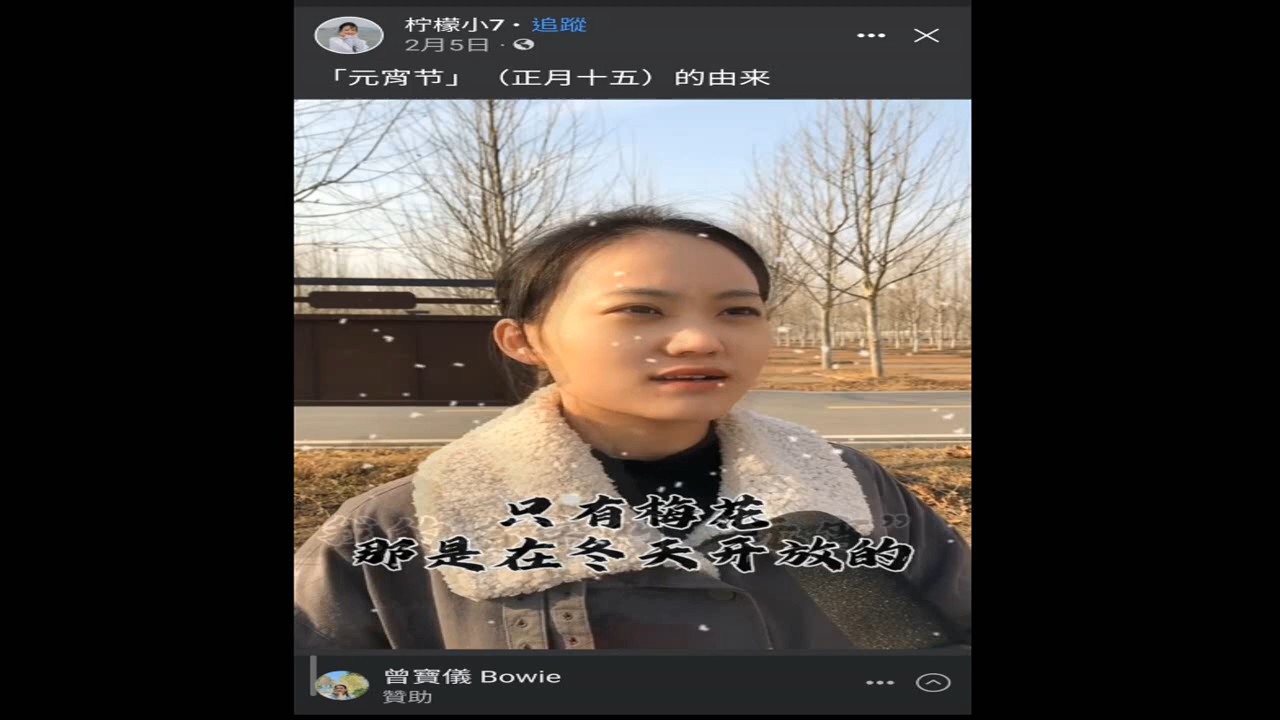 柠檬小7 · 追蹤
2月5日 ·
「元宵节」（正月十五）的由来
只有梅花
那是在冬天开放的
曾寶儀 Bowie
贊助